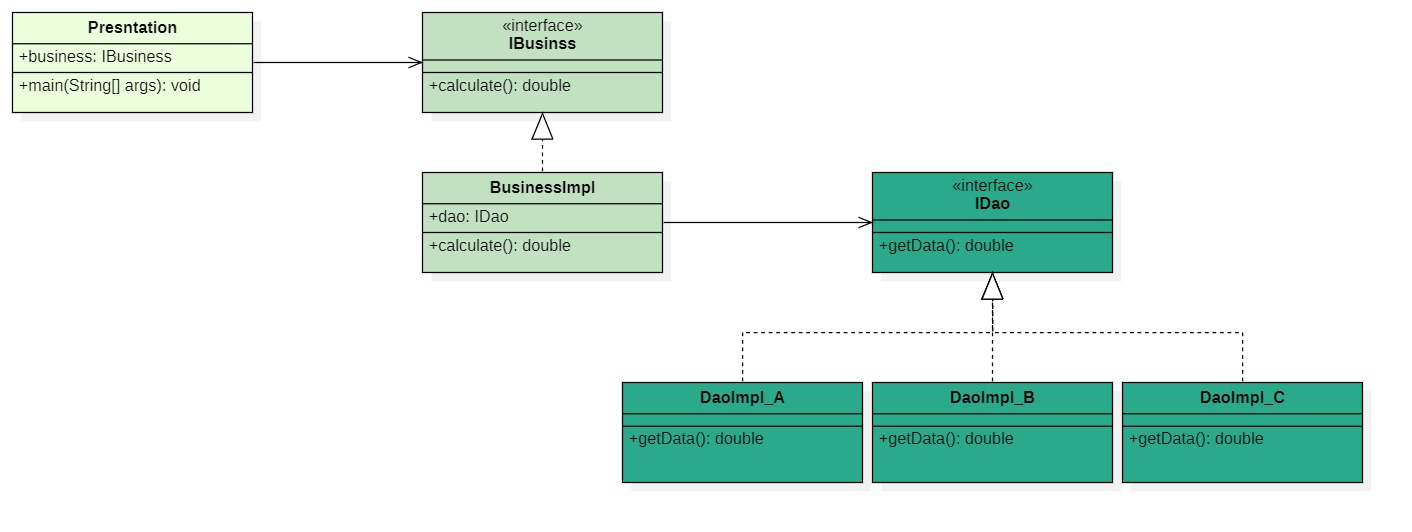 Presntation
+business: IBusiness
+main(String[] args): void
«interface»
IBusinss
+calculate(): double
BusinessImpl
+dao: IDao
+calculate(): double
«interface»
IDao
+getData(): double
DaoImpl_A
+getData(): double
DaoImpl_B
+getData(): double
DaoImpl_C
+getData(): double